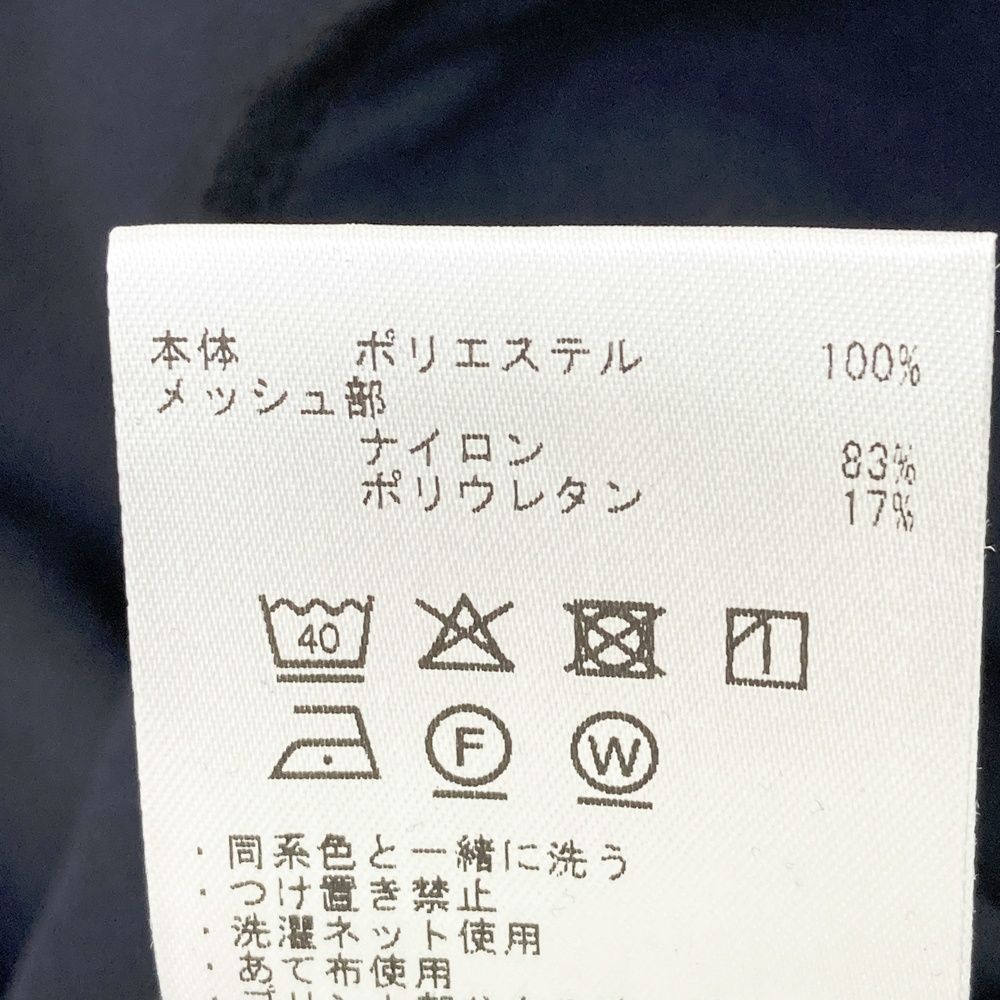 本体 ポリエステル 100%
メッシュ部
ナイロン 83%
ポリウレタン 17%
40
F W
・同系色と一緒に洗う
・つけ置き禁止
・洗濯ネット使用
・あて布使用